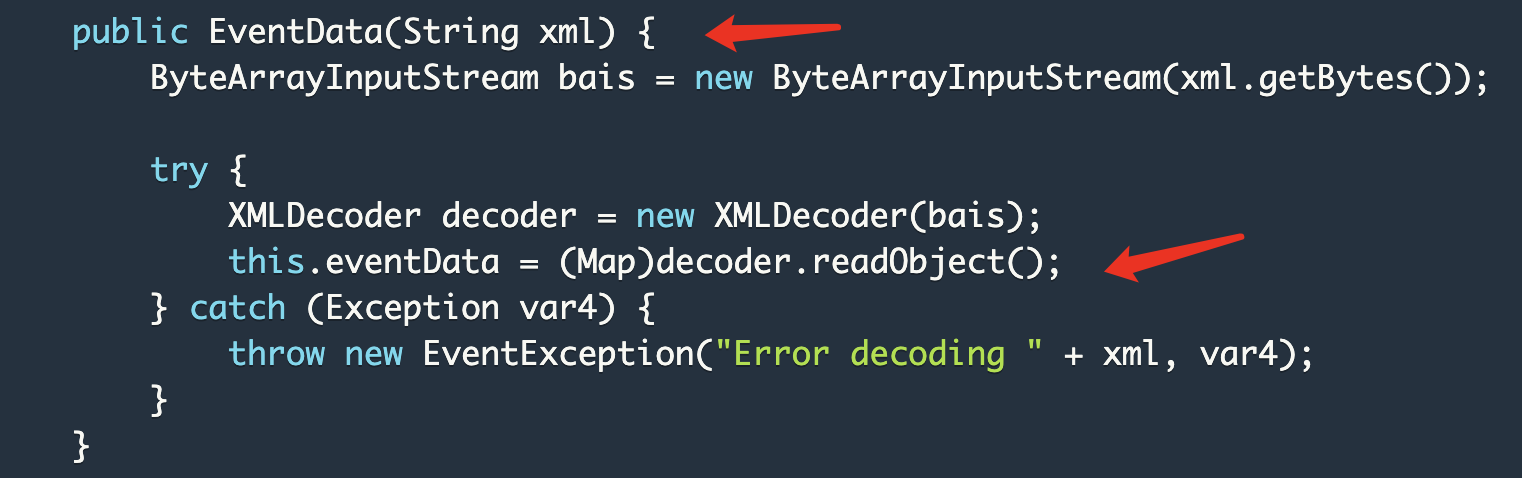 public EventData(String xml) {
ByteArrayInputStream bais = new ByteArrayInputStream(xml.getBytes());
try {
XMLDecoder decoder = new XMLDecoder(bais);
this.eventData = (Map)decoder.readObject();
} catch (Exception var4) {
throw new EventException("Error decoding " + xml, var4);
}
}